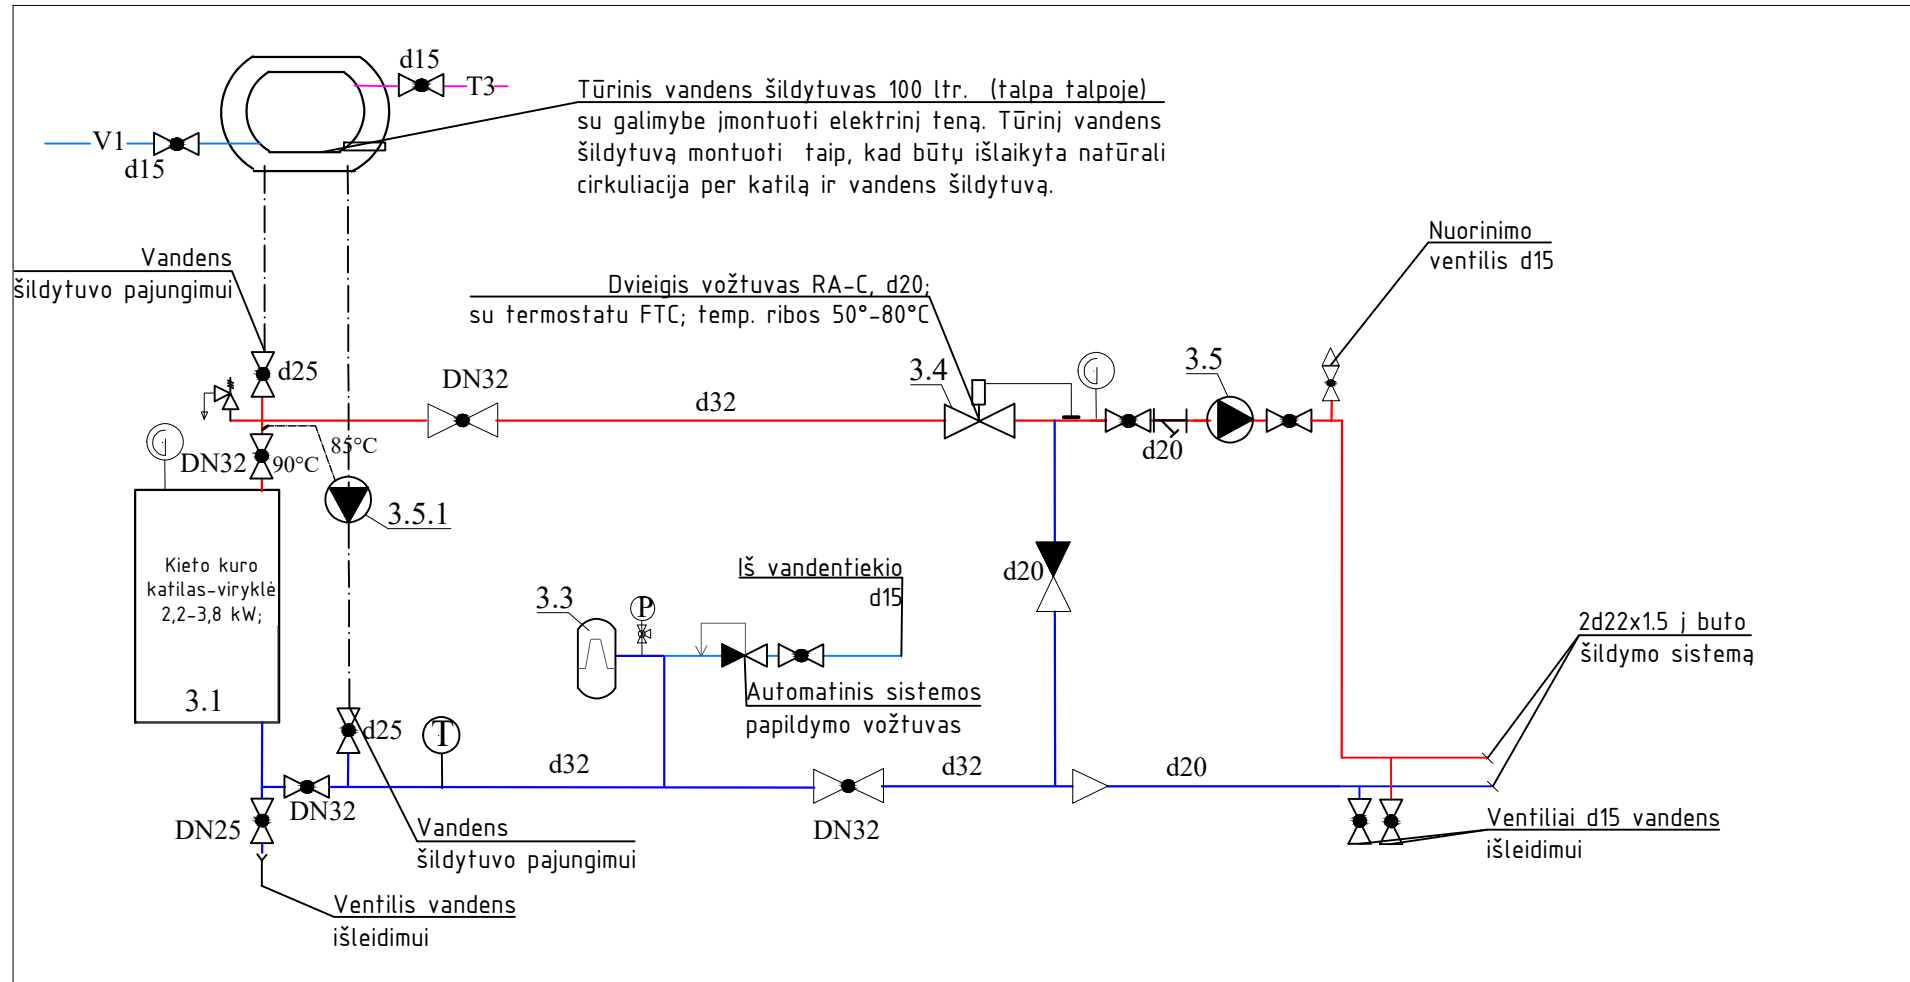 d15
T3
V1
d15
Tūrinis vandens šildytuvas 100 ltr. (talpa talpoje)
su galimybe įmontuoti elektrinį teną. Tūrinį vandens
šildytuvą montuoti taip, kad būtų išlaikyta natūrali
cirkuliacija per katilą ir vandens šildytuvą.
Nuorinimo
ventilis d15
Vandens
šildytuvo pajungimui
Dvieigis vožtuvas RA-C, d20;
su termostatu FTC; temp. ribos 50°-80°C
d25
DN32
d32
3.4
3.5
d20
DN32
90°C
85°C
3.5.1
Kieto kuro
katilas-viryklė
2,2-3,8 kW;
3.1
Iš vandentiekio
d15
3.3
P
d20
Automatinis sistemos
papildymo vožtuvas
2d22x1.5 į buto
šildymo sistemą
d25
T
d32
d32
d20
DN32
DN25
DN32
Vandens
šildytuvo pajungimui
Ventiliai d15 vandens
išleidimui
Ventilis vandens
išleidimui